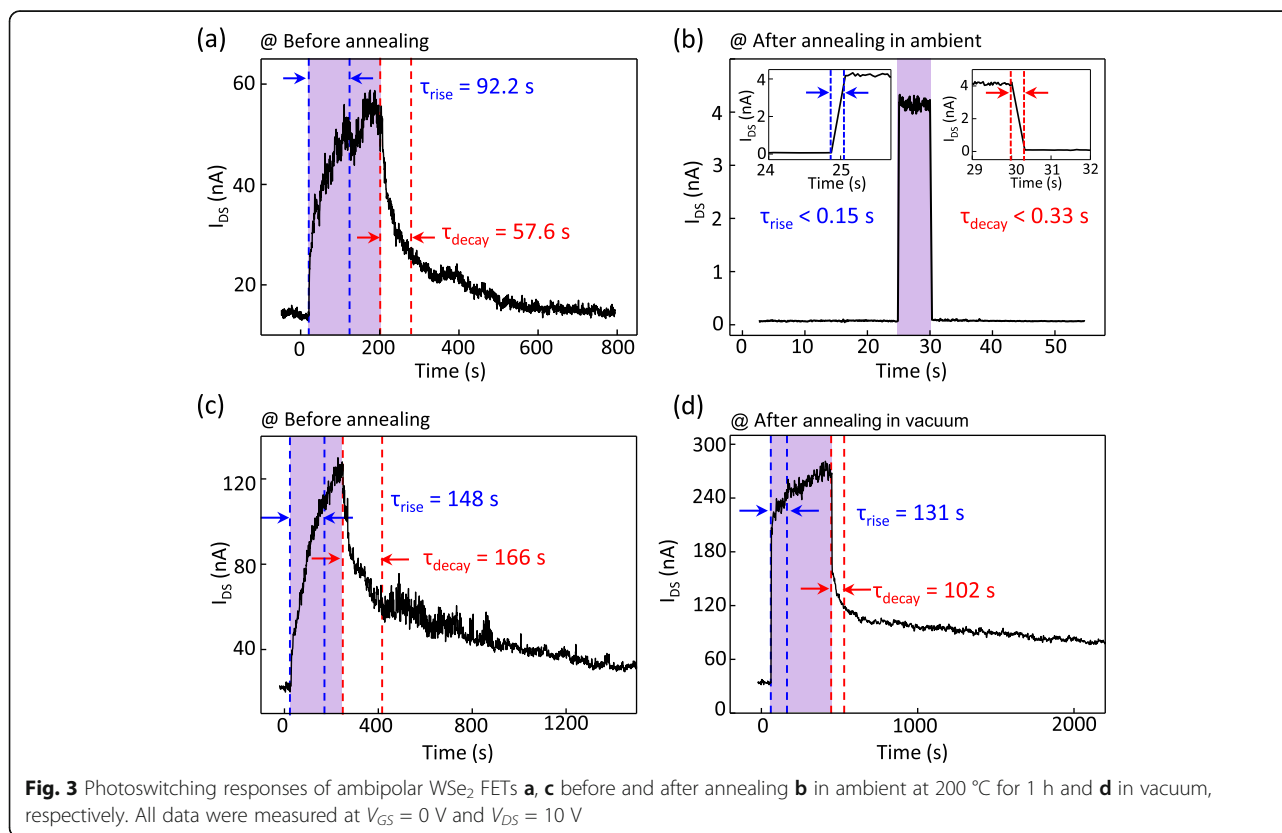 (a)
@ Before annealing
τrise = 92.2 s
τdecay = 57.6 s
60
40
20
IDS (nA)
0 200 400 600 800
Time (s)
(b)
@ After annealing in ambient
5
4
3
2
1
0
IDS (nA)
4
2
0
IDS (nA)
24 25
Time (s)
4
2
0
IDS (nA)
29 30 31 32
Time (s)
τrise < 0.15 s
τdecay < 0.33 s
0 10 20 30 40 50
Time (s)
(c)
@ Before annealing
120
80
40
IDS (nA)
τrise = 148 s
τdecay = 166 s
0 400 800 1200
Time (s)
(d)
@ After annealing in vacuum
300
240
180
120
60
0
IDS (nA)
τrise = 131 s
τdecay = 102 s
0 1000 2000
Time (s)
Fig. 3 Photoswitching responses of ambipolar WSe₂ FETs a, c before and after annealing b in ambient at 200 °C for 1 h and d in vacuum,
respectively. All data were measured at VGS = 0 V and VDS = 10 V